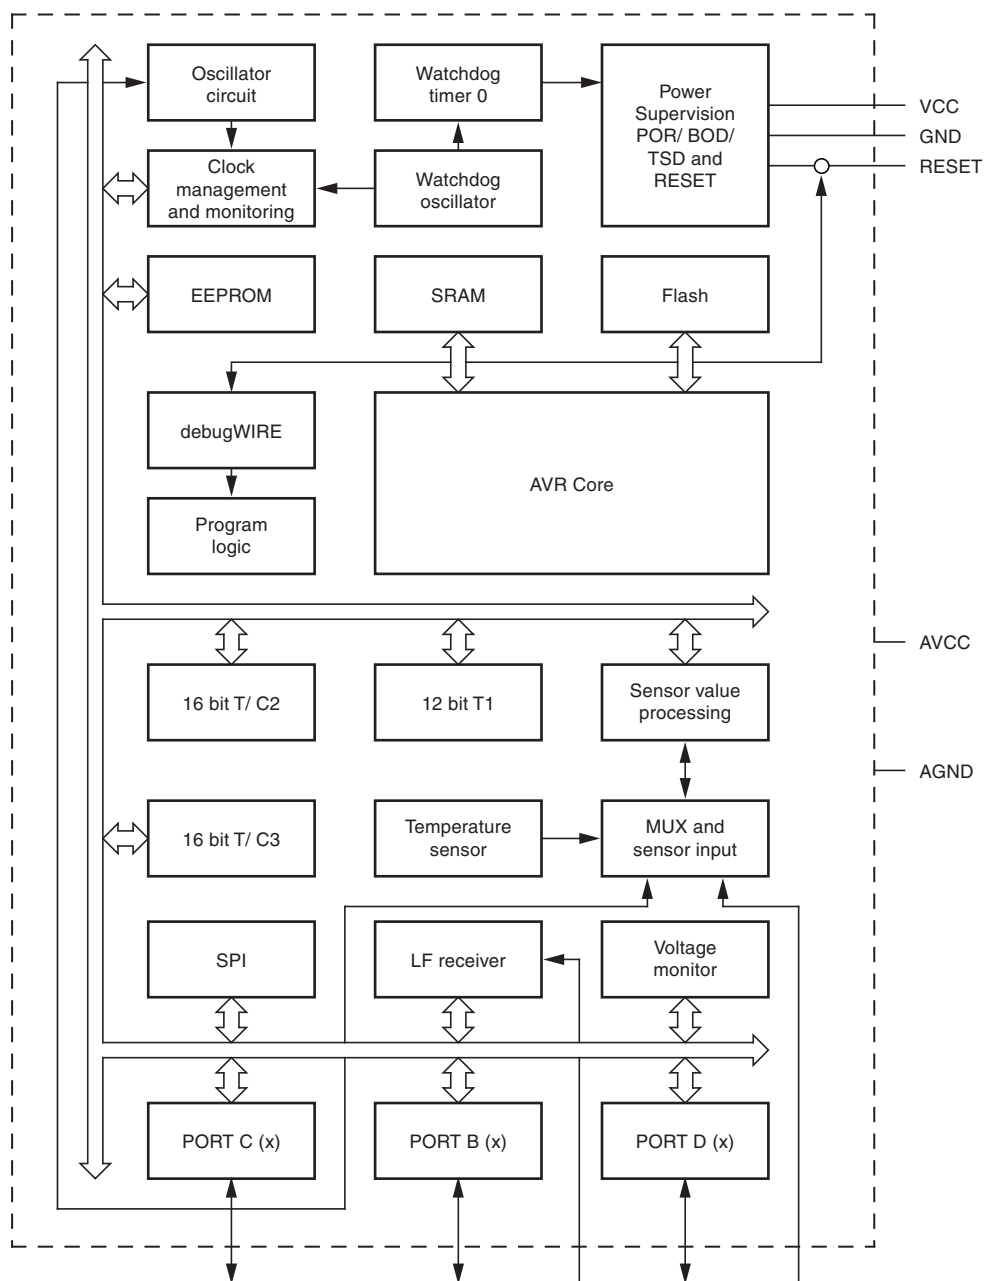 Oscillator
circuit
Watchdog
timer 0
Power
Supervision
POR/ BOD/
TSD and
RESET
VCC
GND
RESET
Clock
management
and monitoring
Watchdog
oscillator
EEPROM
SRAM
Flash
debugWIRE
AVR Core
Program
logic
AVCC
16 bit T/ C2
12 bit T1
Sensor value
processing
AGND
16 bit T/ C3
Temperature
sensor
MUX and
sensor input
SPI
LF receiver
Voltage
monitor
PORT C (x)
PORT B (x)
PORT D (x)